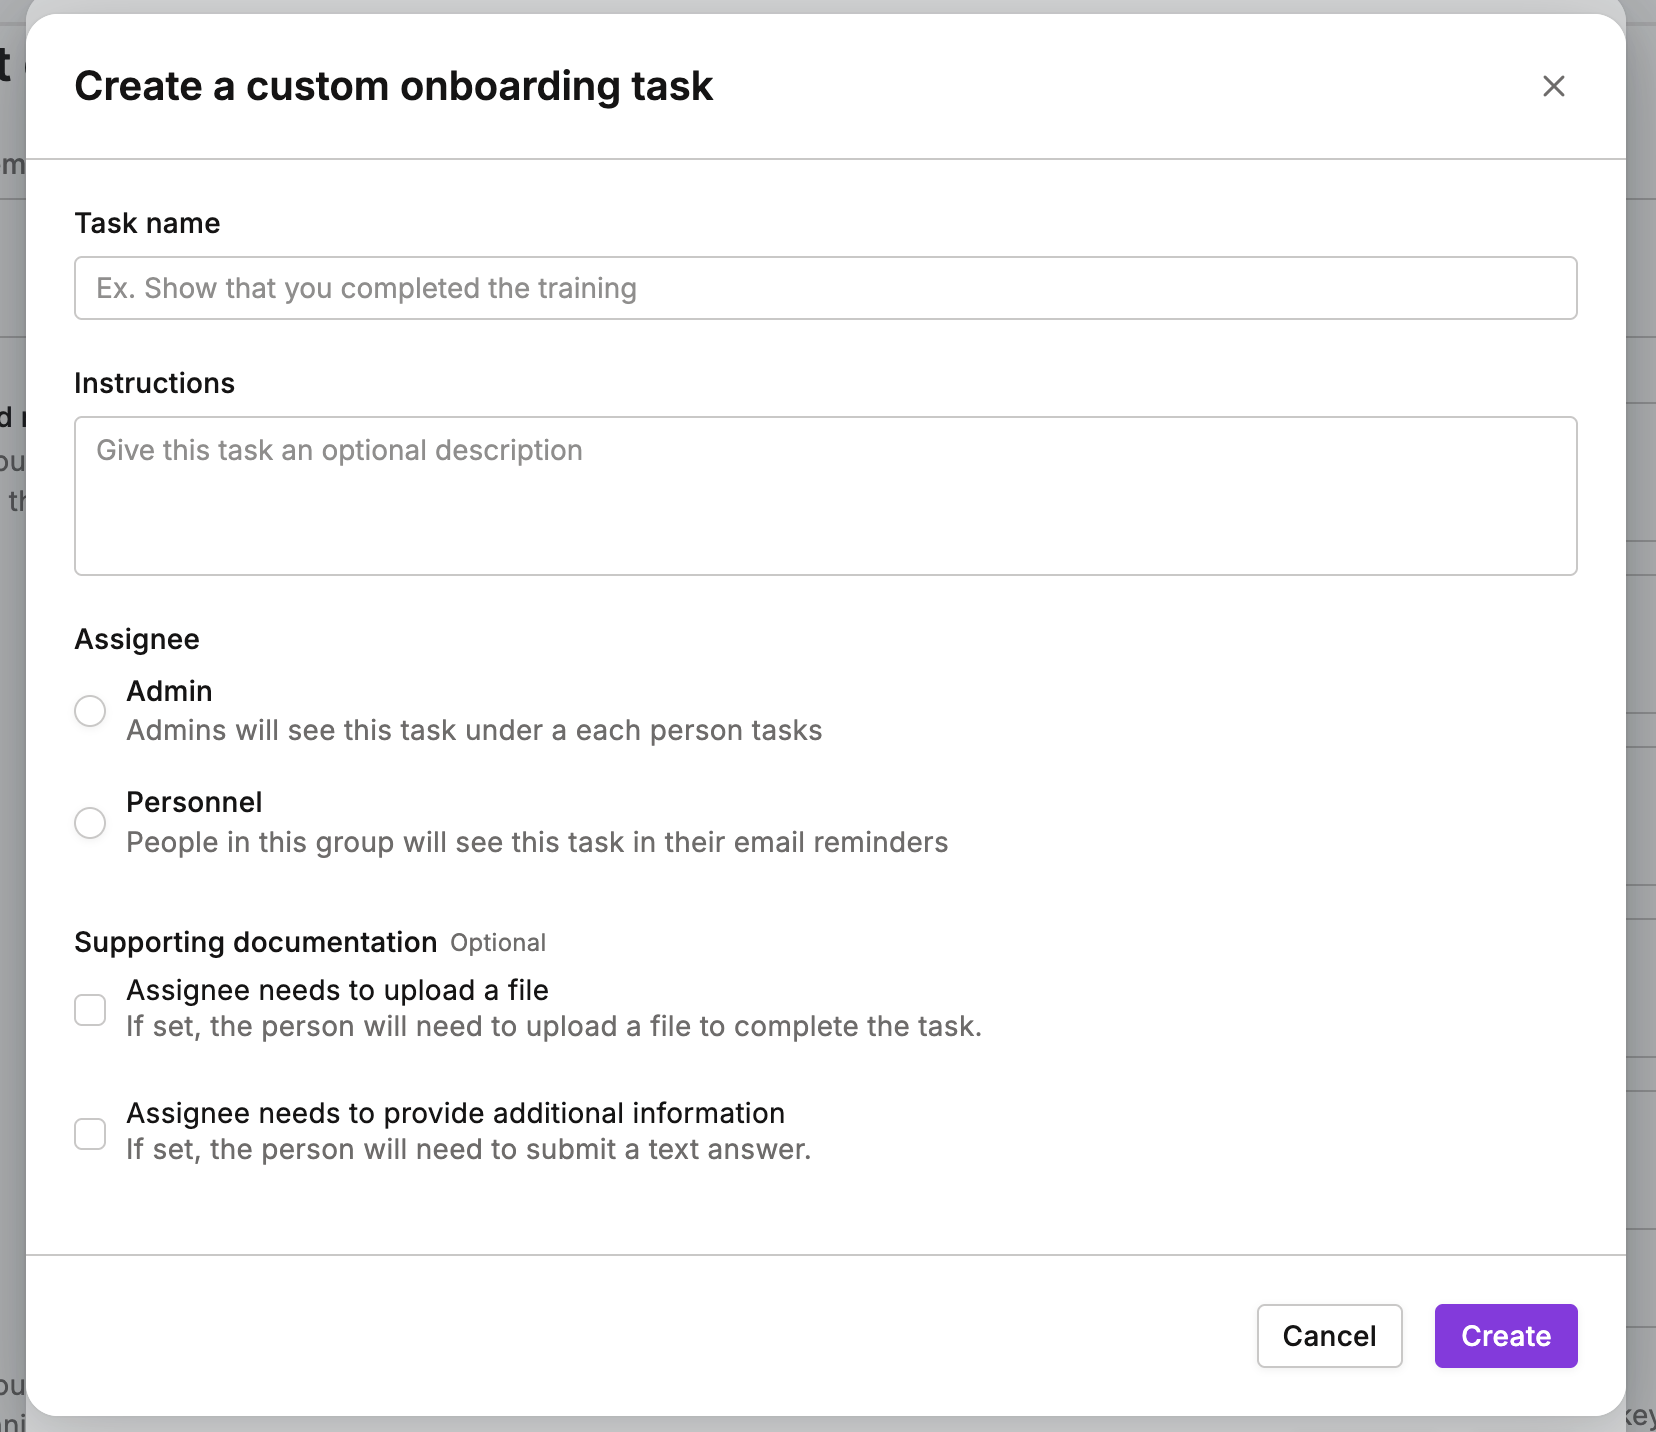 Create a custom onboarding task
Task name
Ex. Show that you completed the training
Instructions
Give this task an optional description
Assignee
Admin
Admins will see this task under a each person tasks
Personnel
People in this group will see this task in their email reminders
Supporting documentation Optional
Assignee needs to upload a file
If set, the person will need to upload a file to complete the task.
Assignee needs to provide additional information
If set, the person will need to submit a text answer.
Cancel Create